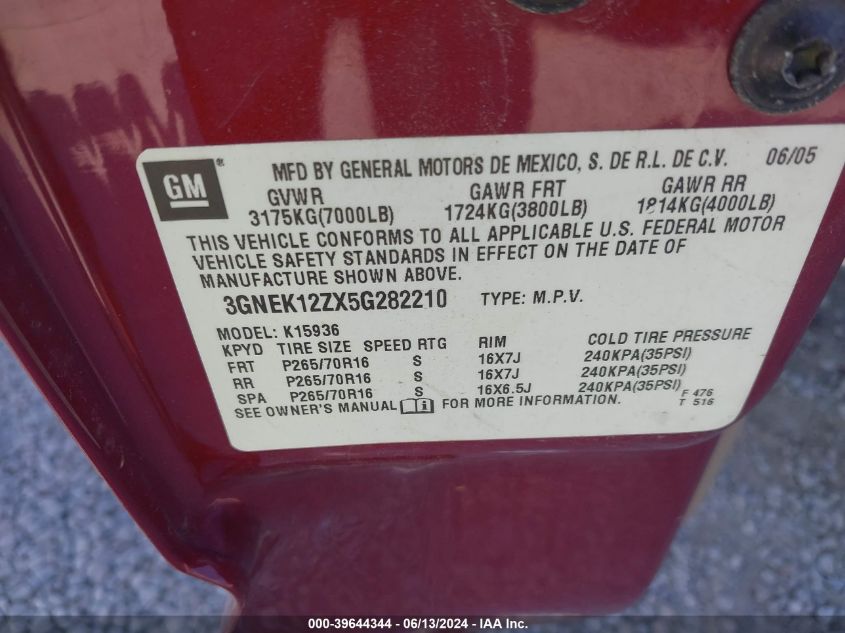 GM ® MFD BY GENERAL MOTORS DE MEXICO, S. DE R.L. DE C.V. 06/05
GVWR GAWR FRT GAWR RR
3175KG(7000LB) 1724KG(3800LB) 1814KG(4000LB)
THIS VEHICLE CONFORMS TO ALL APPLICABLE U.S. FEDERAL MOTOR
VEHICLE SAFETY STANDARDS IN EFFECT ON THE DATE OF
MANUFACTURE SHOWN ABOVE.
3GNEK12ZX5G282210 TYPE: M.P.V.
MODEL: K15936
KPYD TIRE SIZE SPEED RTG RIM COLD TIRE PRESSURE
FRT P265/70R16 S 16X7J 240KPA(35PSI)
RR P265/70R16 S 16X7J 240KPA(35PSI)
SPA P265/70R16 S 16X6.5J 240KPA(35PSI)
SEE OWNER'S MANUAL i FOR MORE INFORMATION.
F 476
T 516
000-39644344 / 06/13/2024 - IAA Inc.